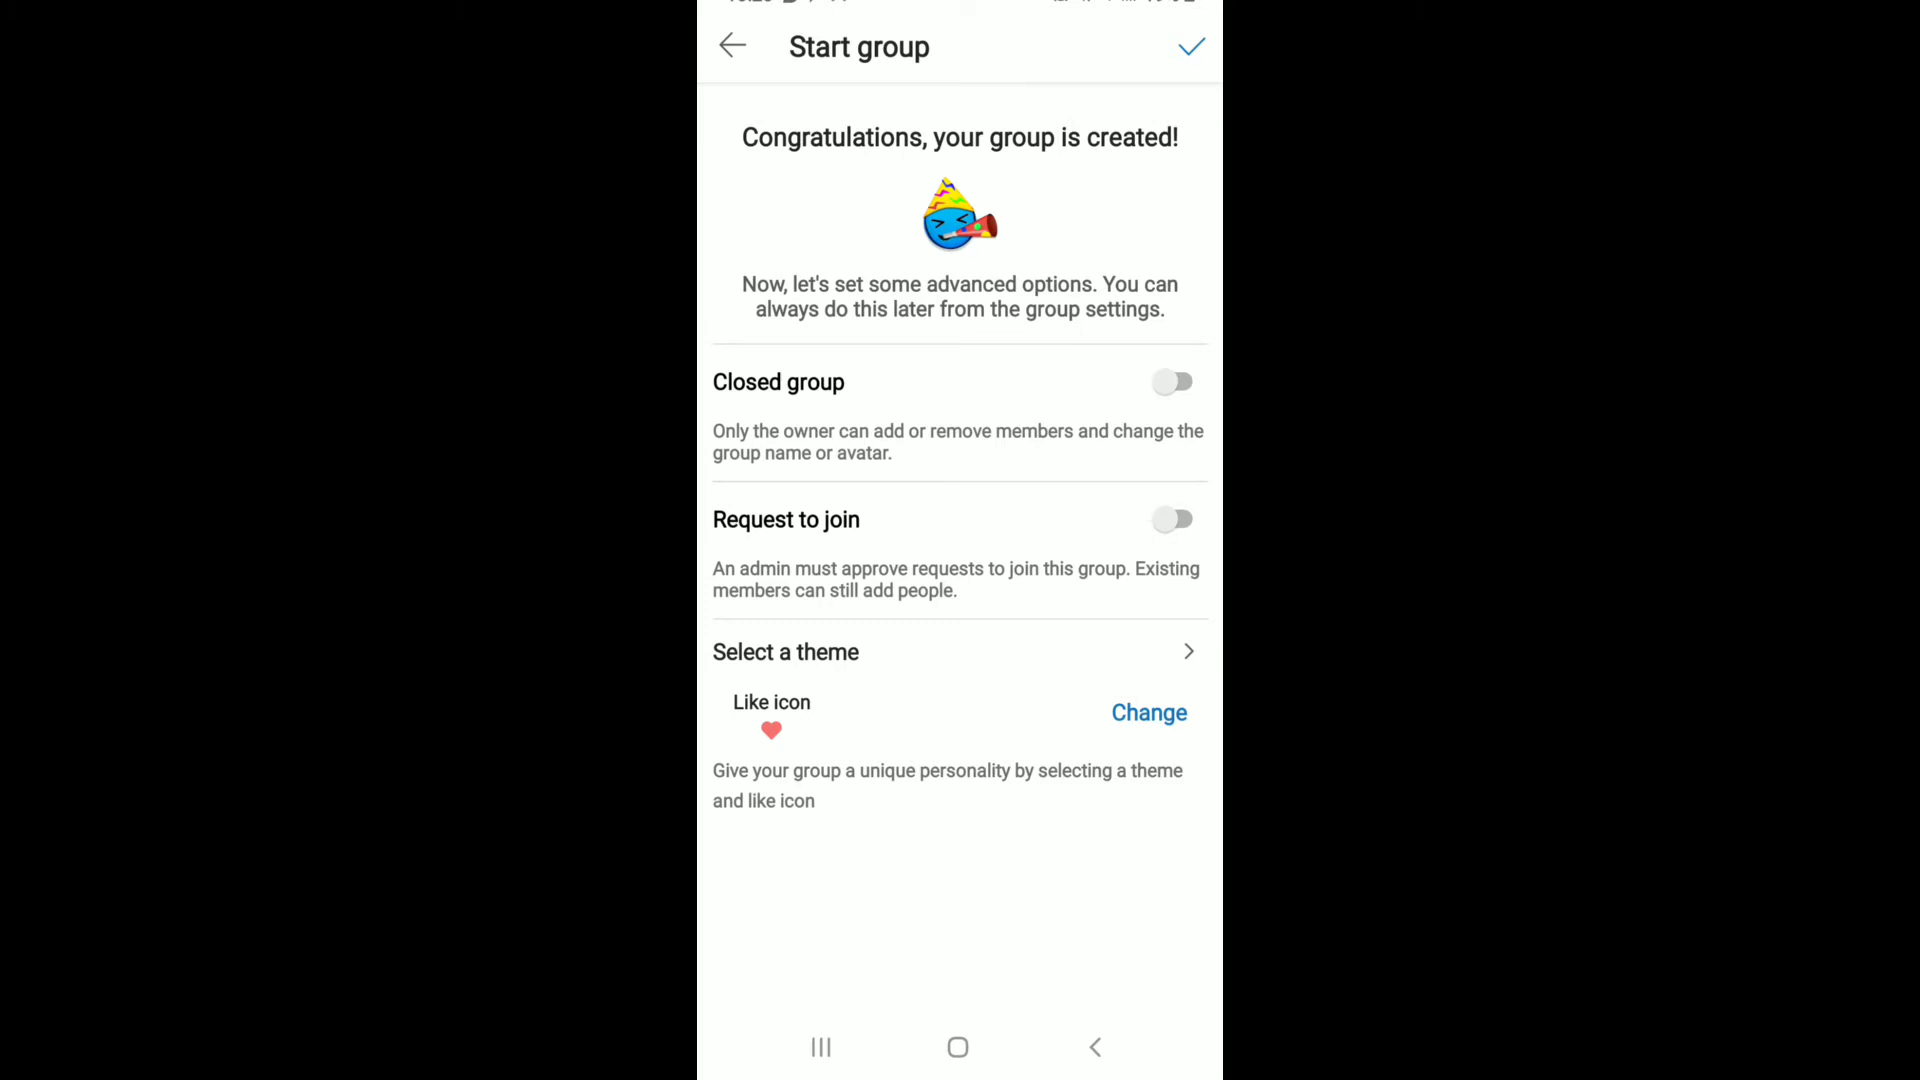 Start group
Congratulations, your group is created!
Now, let's set some advanced options. You can
always do this later from the group settings.
Closed group
Only the owner can add or remove members and change the
group name or avatar.
Request to join
An admin must approve requests to join this group. Existing
members can still add people.
Select a theme
Like icon
Change
Give your group a unique personality by selecting a theme
and like icon